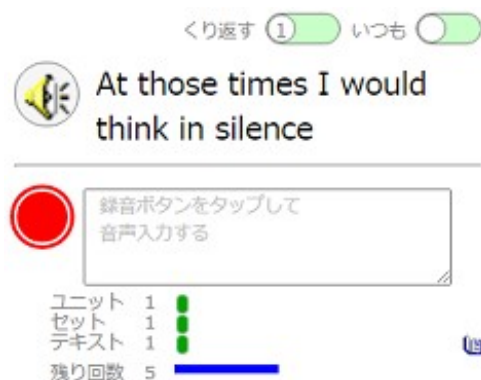 くり返す 1 いつも
At those times I would
think in silence
録音ボタンをタップして
音声入力する
ユニット 1
セット 1
テキスト 1
残り回数 5